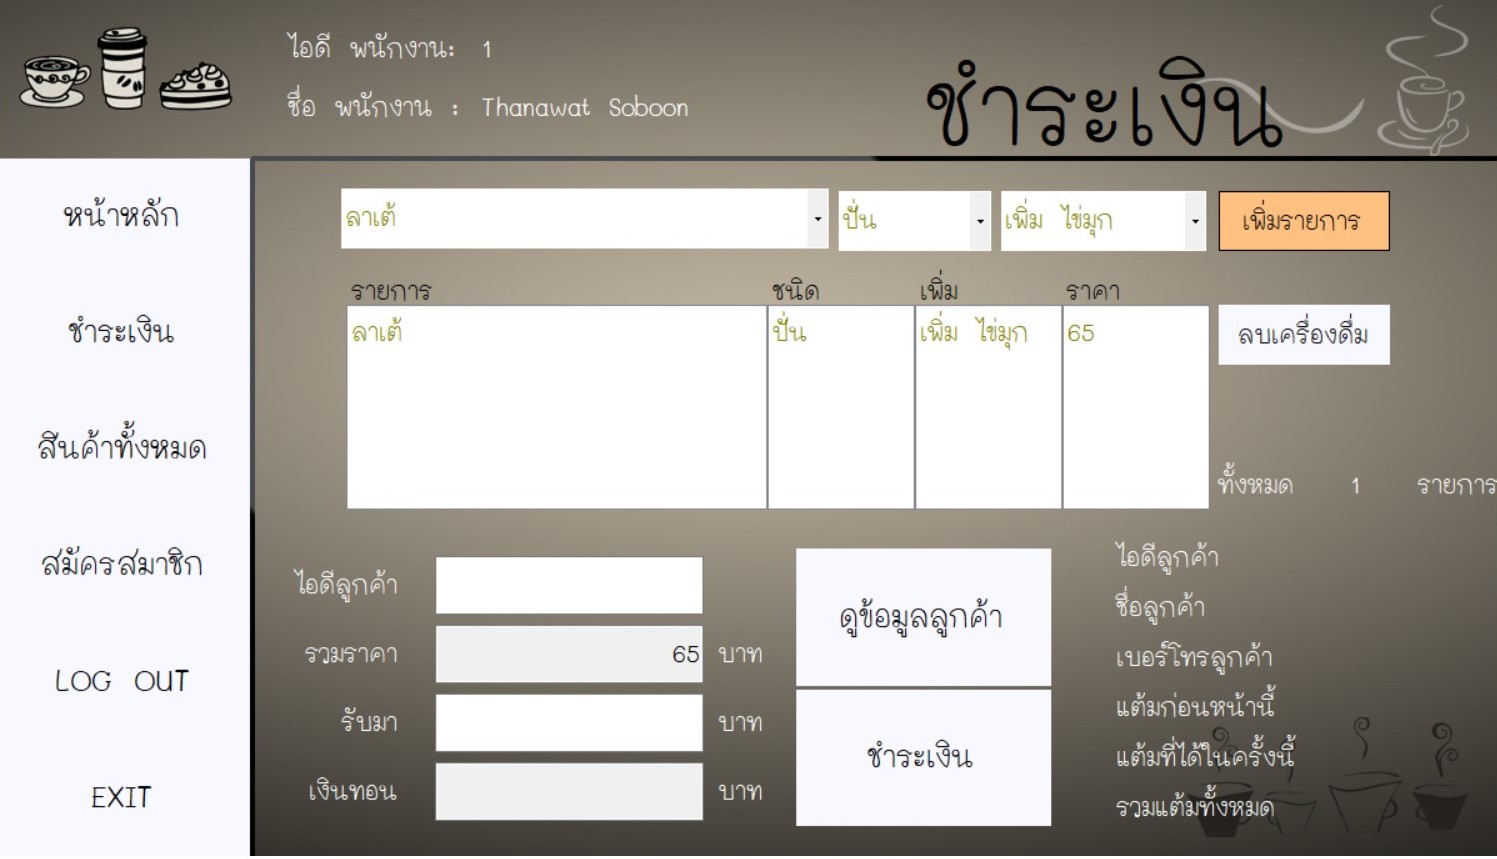 ไอดี พนักงาน: 1
ชื่อ พนักงาน : Thanawat Soboon
ชำระเงิน
หน้าหลัก
ชำระเงิน
สินค้าทั้งหมด
สมัครสมาชิก
LOG OUT
EXIT
ลาเต้ ปั่น เพิ่ม ไข่มุก เพิ่มรายการ
รายการ ชนิด เพิ่ม ราคา
ลาเต้ ปั่น เพิ่ม ไข่มุก 65 ลบเครื่องดื่ม
ทั้งหมด 1 รายการ
ไอดีลูกค้า
รวมราคา 65 บาท
รับมา บาท
เงินทอน บาท
ดูข้อมูลลูกค้า
ชำระเงิน
ไอดีลูกค้า
ชื่อลูกค้า
เบอร์โทรลูกค้า
แต้มก่อนหน้านี้
แต้มที่ได้ในครั้งนี้
รวมแต้มทั้งหมด